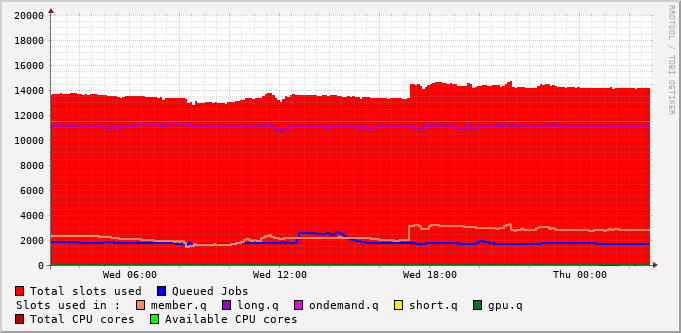 20000
18000
16000
14000
12000
10000
8000
6000
4000
2000
0
Wed 06:00 Wed 12:00 Wed 18:00 Thu 00:00
RRDTOOL / TOBI OETIKER
Total slots used Queued Jobs
Slots used in : member.q long.q ondemand.q short.q gpu.q
Total CPU cores Available CPU cores